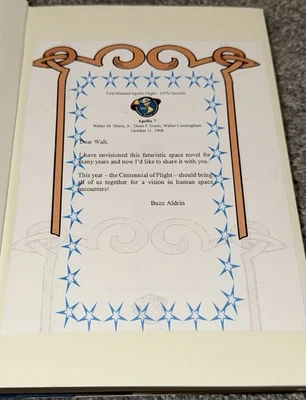 First Manned Apollo Flight - 101% Success
Apollo 7
Walter M. Shirra, Jr., Donn F. Eisele, Walter Cunningham
October 11, 1968
Dear Walt,
I have envisioned this futuristic space novel for
many years and now I'd like to share it with you.
This year – the Centennial of Flight – should bring
all of us together for a vision in human space
encounters!
Buzz Aldrin